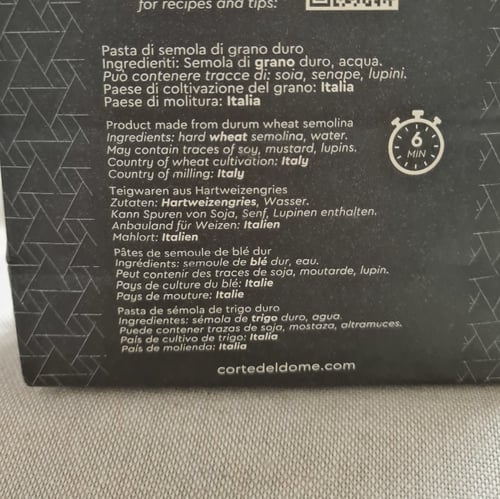 for recipes and tips:
Pasta di semola di grano duro
Ingredienti: Semola di grano duro, acqua.
Può contenere tracce di: soia, senape, lupini.
Paese di coltivazione del grano: Italia
Paese di molitura: Italia
Product made from durum wheat semolina
Ingredients: hard wheat semolina, water.
May contain traces of soy, mustard, lupins.
Country of wheat cultivation: Italy
Country of milling: Italy
6
MIN
Teigwaren aus Hartweizengries
Zutaten: Hartweizengries, Wasser.
Kann Spuren von Soja, Senf, Lupinen enthalten.
Anbauland für Weizen: Italien
Mahlort: Italien
Pâtes de semoule de blé dur
Ingrédients: semoule de blé dur, eau.
Peut contenir des traces de soja, moutarde, lupin.
Pays de culture du blé: Italie
Pays de mouture: Italie
Pasta de sémola de trigo duro
Ingredientes: sémola de trigo duro, agua.
Puede contener trazas de soja, mostaza, altramuces.
País de cultivo de trigo: Italia
País de molienda: Italia
cortedeldome.com